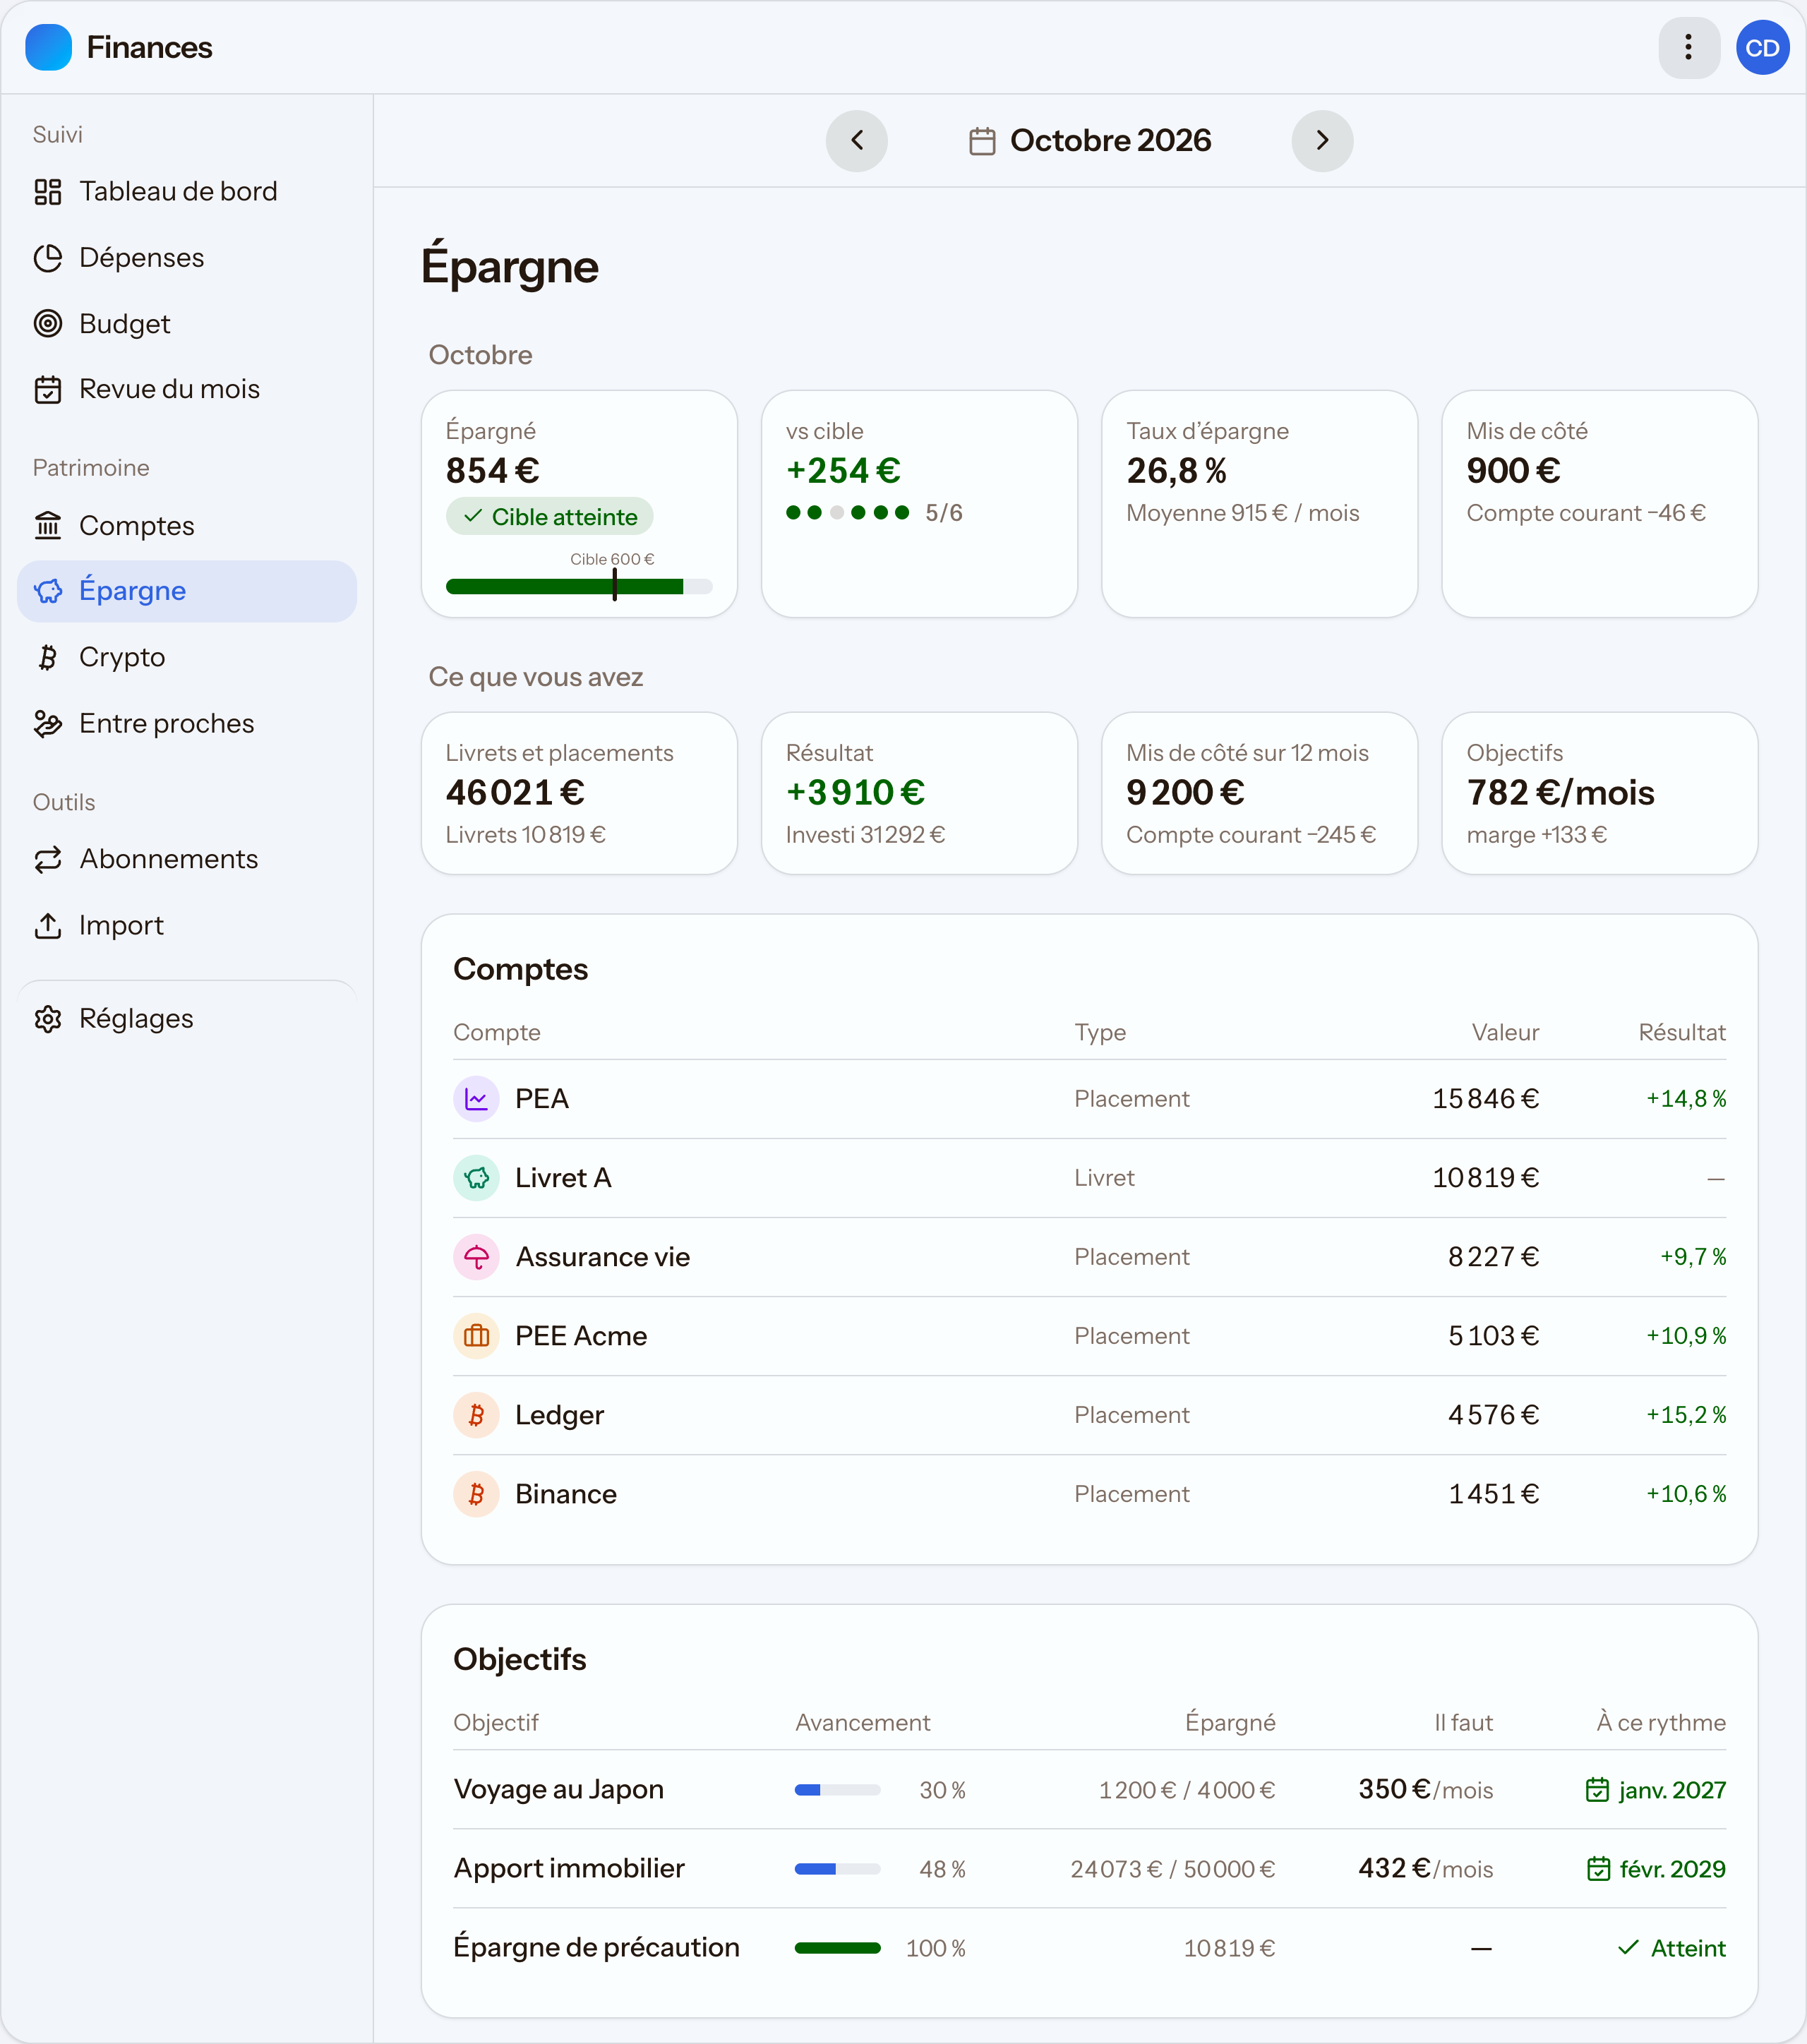 Finances
CD
Suivi
Tableau de bord
Dépenses
Budget
Revue du mois
Patrimoine
Comptes
Épargne
Crypto
Entre proches
Outils
Abonnements
Import
Réglages
Octobre 2026
Épargne
Octobre
Épargné
854 €
Cible atteinte
Cible 600 €
vs cible
+254 €
5/6
Taux d’épargne
26,8 %
Moyenne 915 € / mois
Mis de côté
900 €
Compte courant −46 €
Ce que vous avez
Livrets et placements
46 021 €
Livrets 10 819 €
Résultat
+3 910 €
Investi 31 292 €
Mis de côté sur 12 mois
9 200 €
Compte courant −245 €
Objectifs
782 €/mois
marge +133 €
Comptes
Compte Type Valeur Résultat
PEA Placement 15 846 € +14,8 %
Livret A Livret 10 819 € —
Assurance vie Placement 8 227 € +9,7 %
PEE Acme Placement 5 103 € +10,9 %
Ledger Placement 4 576 € +15,2 %
Binance Placement 1 451 € +10,6 %
Objectifs
Objectif Avancement Épargné Il faut À ce rythme
Voyage au Japon 30 % 1 200 € / 4 000 € 350 €/mois janv. 2027
Apport immobilier 48 % 24 073 € / 50 000 € 432 €/mois févr. 2029
Épargne de précaution 100 % 10 819 € — Atteint